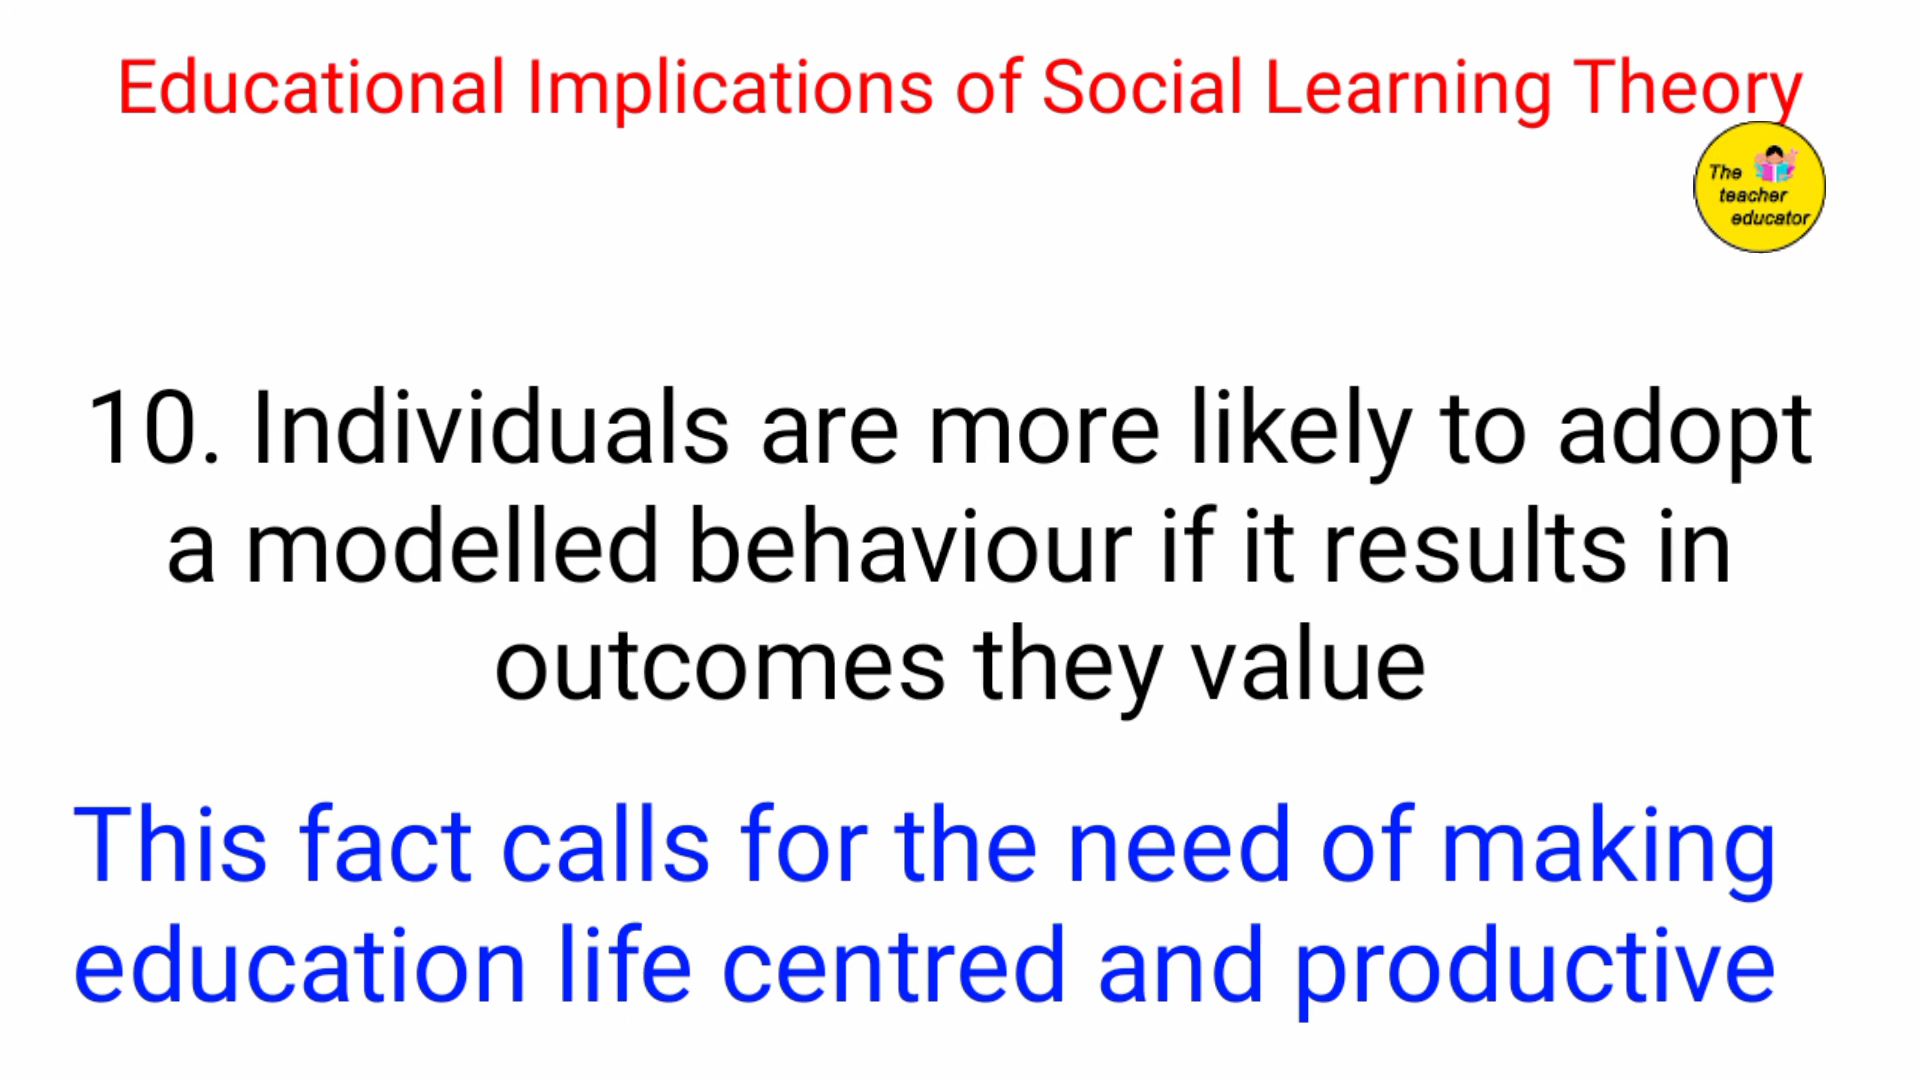 Educational Implications of Social Learning Theory
The
teacher
educator
10. Individuals are more likely to adopt
a modelled behaviour if it results in
outcomes they value
This fact calls for the need of making
education life centred and productive